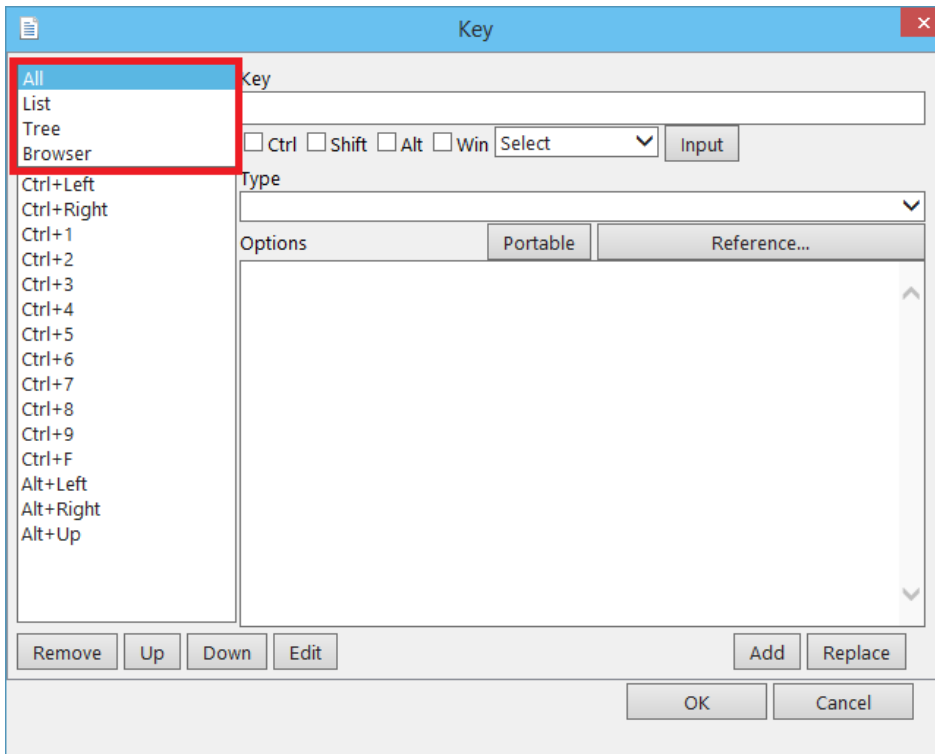 Key
All
List
Tree
Browser
Ctrl+Left
Ctrl+Right
Ctrl+1
Ctrl+2
Ctrl+3
Ctrl+4
Ctrl+5
Ctrl+6
Ctrl+7
Ctrl+8
Ctrl+9
Ctrl+F
Alt+Left
Alt+Right
Alt+Up
Key
Ctrl Shift Alt Win Select Input
Type
Options Portable Reference...
Remove Up Down Edit Add Replace
OK Cancel